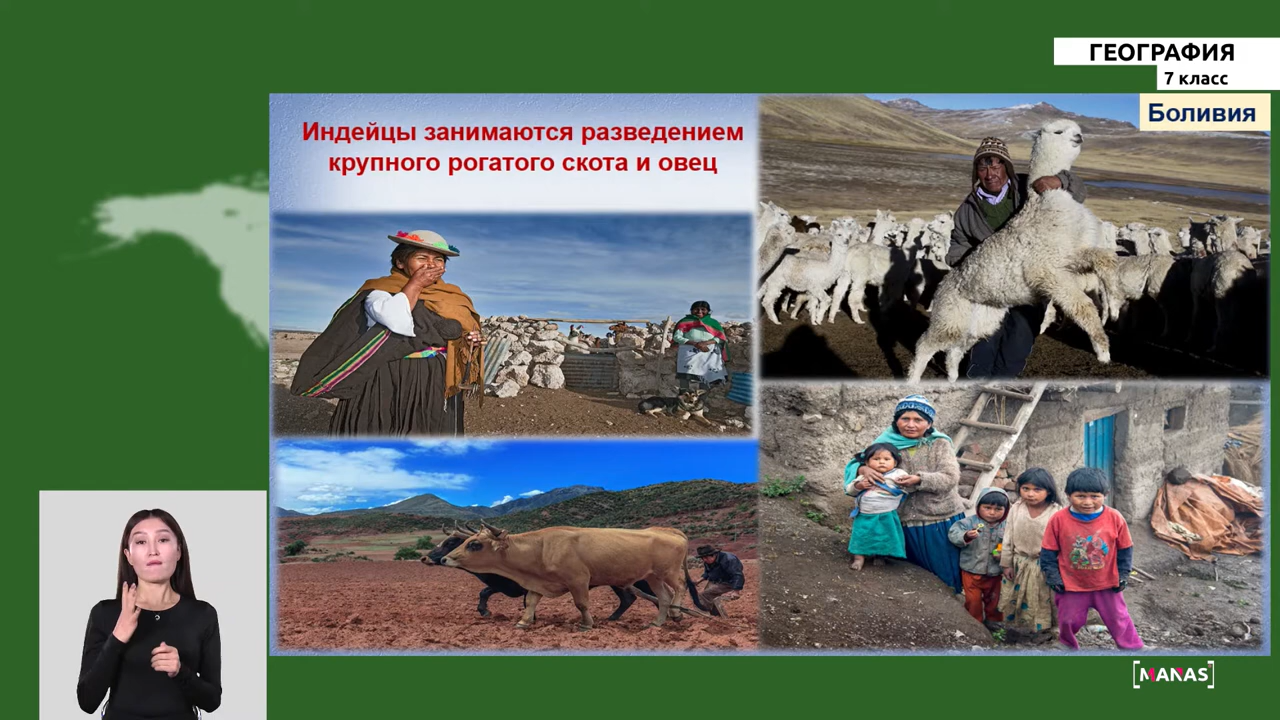 ГЕОГРАФИЯ
7 класс
Боливия
Индейцы занимаются разведением
крупного рогатого скота и овец
[MANAS]